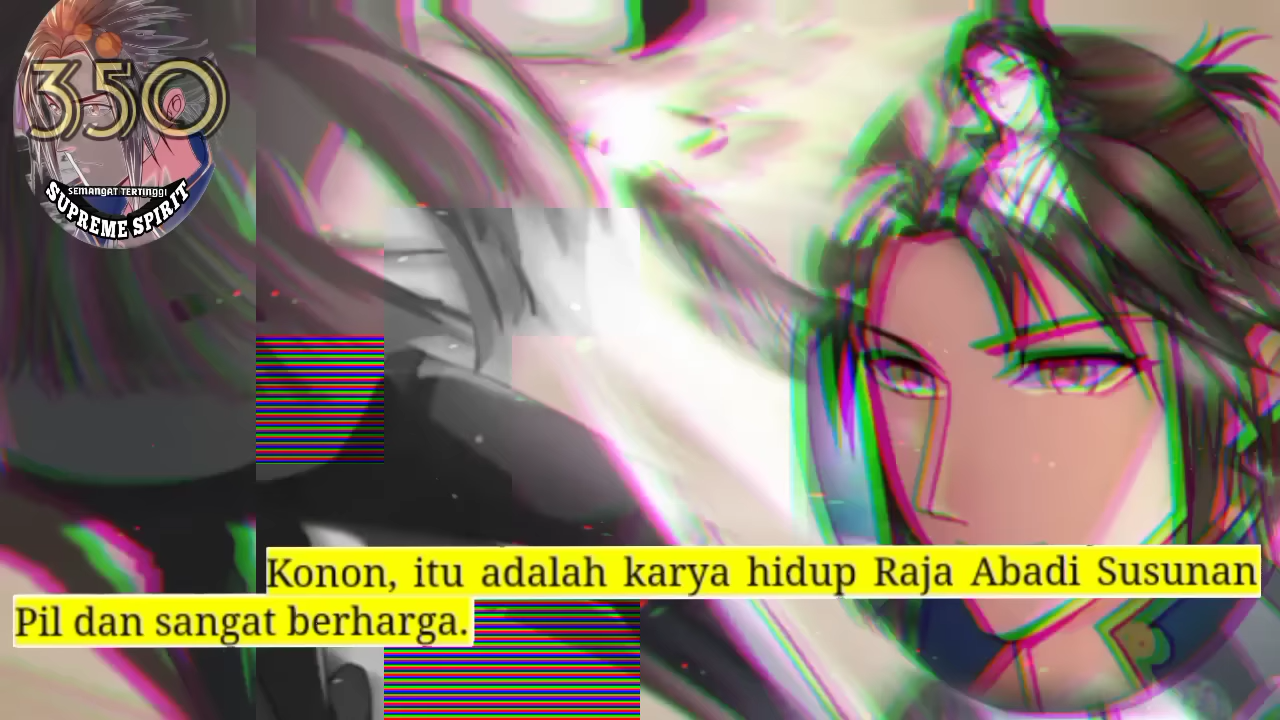 350
SEMANGAT TERTINGGI
SUPREME SPIRIT
Konon, itu adalah karya hidup Raja Abadi Susunan
Pil dan sangat berharga.